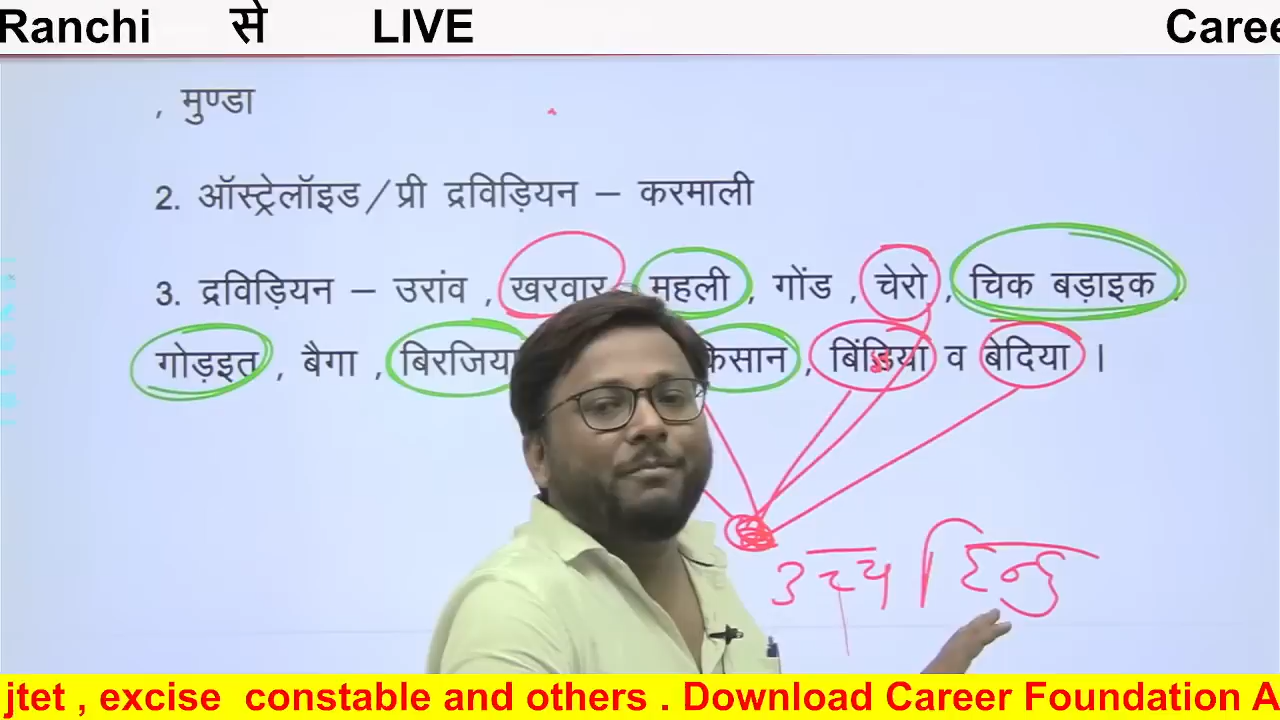 Ranchi से LIVE Caree
, मुण्डा
2. ऑस्ट्रेलॉइड/प्री द्रविड़ियन – करमाली
3. द्रविड़ियन – उरांव , खरवार , महली , गोंड , चेरो , चिक बड़ाइक ,
गोड़इत , बैगा , बिरजिया किसान , बिंझिया व बेदिया ।
उच्च हिन्दु
jtet , excise constable and others . Download Career Foundation A